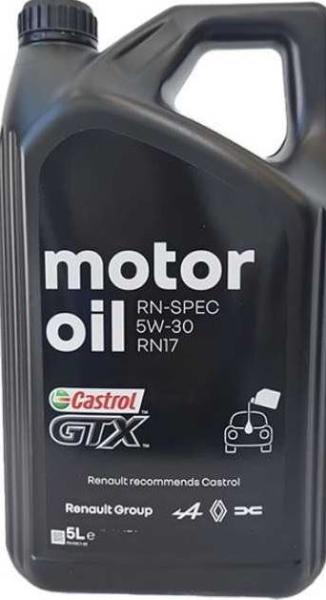 motor
oil
RN-SPEC
5W-30
RN17
Castrol
GTX
Renault recommends Castrol
Renault Group
5L e